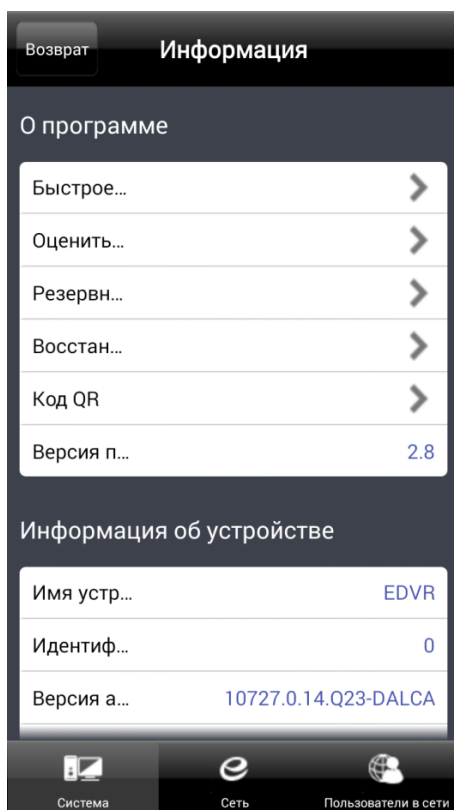 Возврат
Информация
О программе
Быстрое...
Оценить...
Резервн...
Восстан...
Код QR
Версия п... 2.8
Информация об устройстве
Имя устр... EDVR
Идентиф... 0
Версия а... 10727.0.14.Q23-DALCA
Система
Сеть
Пользователи в сети